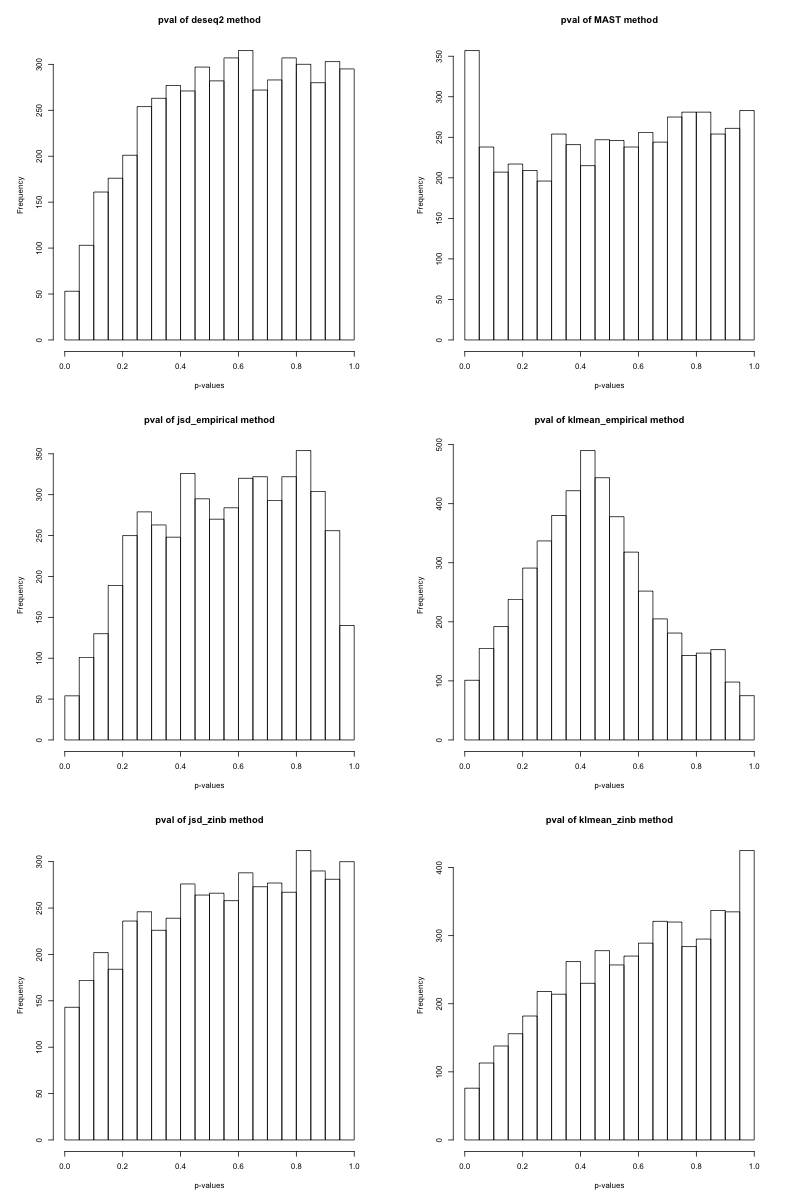 pval of deseq2 method
Frequency
0 50 100 150 200 250 300
0.0 0.2 0.4 0.6 0.8 1.0
p-values
pval of MAST method
Frequency
0 50 100 150 200 250 300 350
0.0 0.2 0.4 0.6 0.8 1.0
p-values
pval of jsd_empirical method
Frequency
0 50 100 150 200 250 300 350
0.0 0.2 0.4 0.6 0.8 1.0
p-values
pval of klmean_empirical method
Frequency
0 100 200 300 400 500
0.0 0.2 0.4 0.6 0.8 1.0
p-values
pval of jsd_zinb method
Frequency
0 50 100 150 200 250 300
0.0 0.2 0.4 0.6 0.8 1.0
p-values
pval of klmean_zinb method
Frequency
0 100 200 300 400
0.0 0.2 0.4 0.6 0.8 1.0
p-values